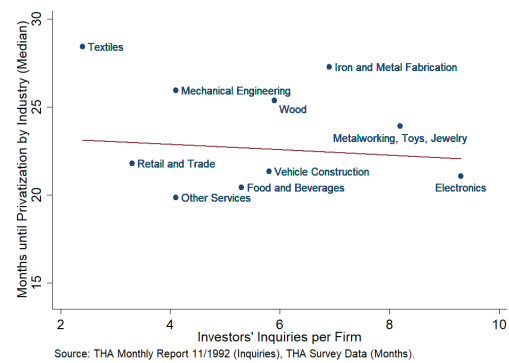 Months until Privatization by Industry (Median)
30
25
20
15
Textiles
Iron and Metal Fabrication
Mechanical Engineering
Wood
Metalworking, Toys, Jewelry
Retail and Trade
Vehicle Construction
Food and Beverages
Electronics
Other Services
2 4 6 8 10
Investors' Inquiries per Firm
Source: THA Monthly Report 11/1992 (Inquiries), THA Survey Data (Months).